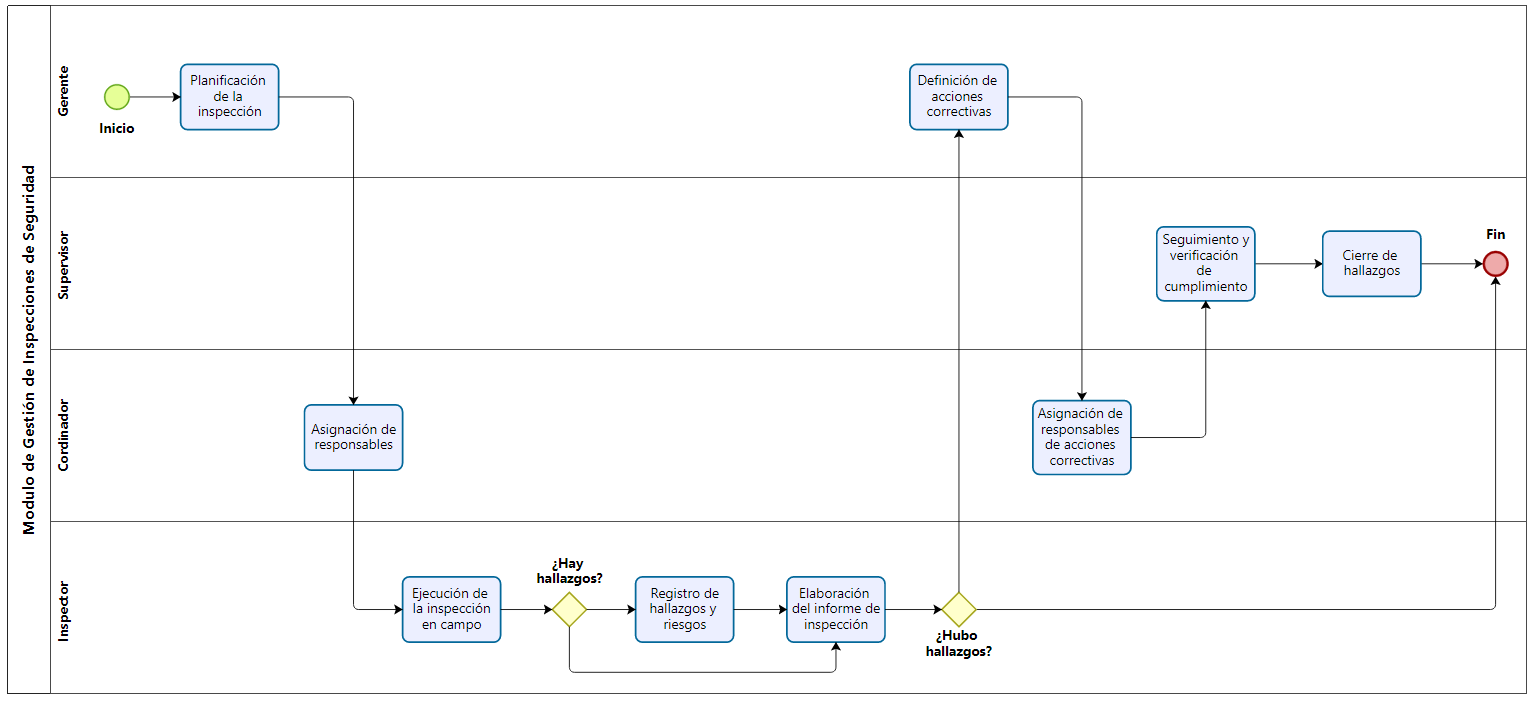 Modulo de Gestión de Inspecciones de Seguridad
Gerente
Inicio
Planificación
de la
inspección
Definición de
acciones
correctivas
Supervisor
Seguimiento y
verificación
de
cumplimiento
Cierre de
hallazgos
Fin
Cordinador
Asignación de
responsables
Asignación de
responsables
de acciones
correctivas
Inspector
Ejecución de
la inspección
en campo
¿Hay
hallazgos?
Registro de
hallazgos y
riesgos
Elaboración
del informe de
inspección
¿Hubo
hallazgos?